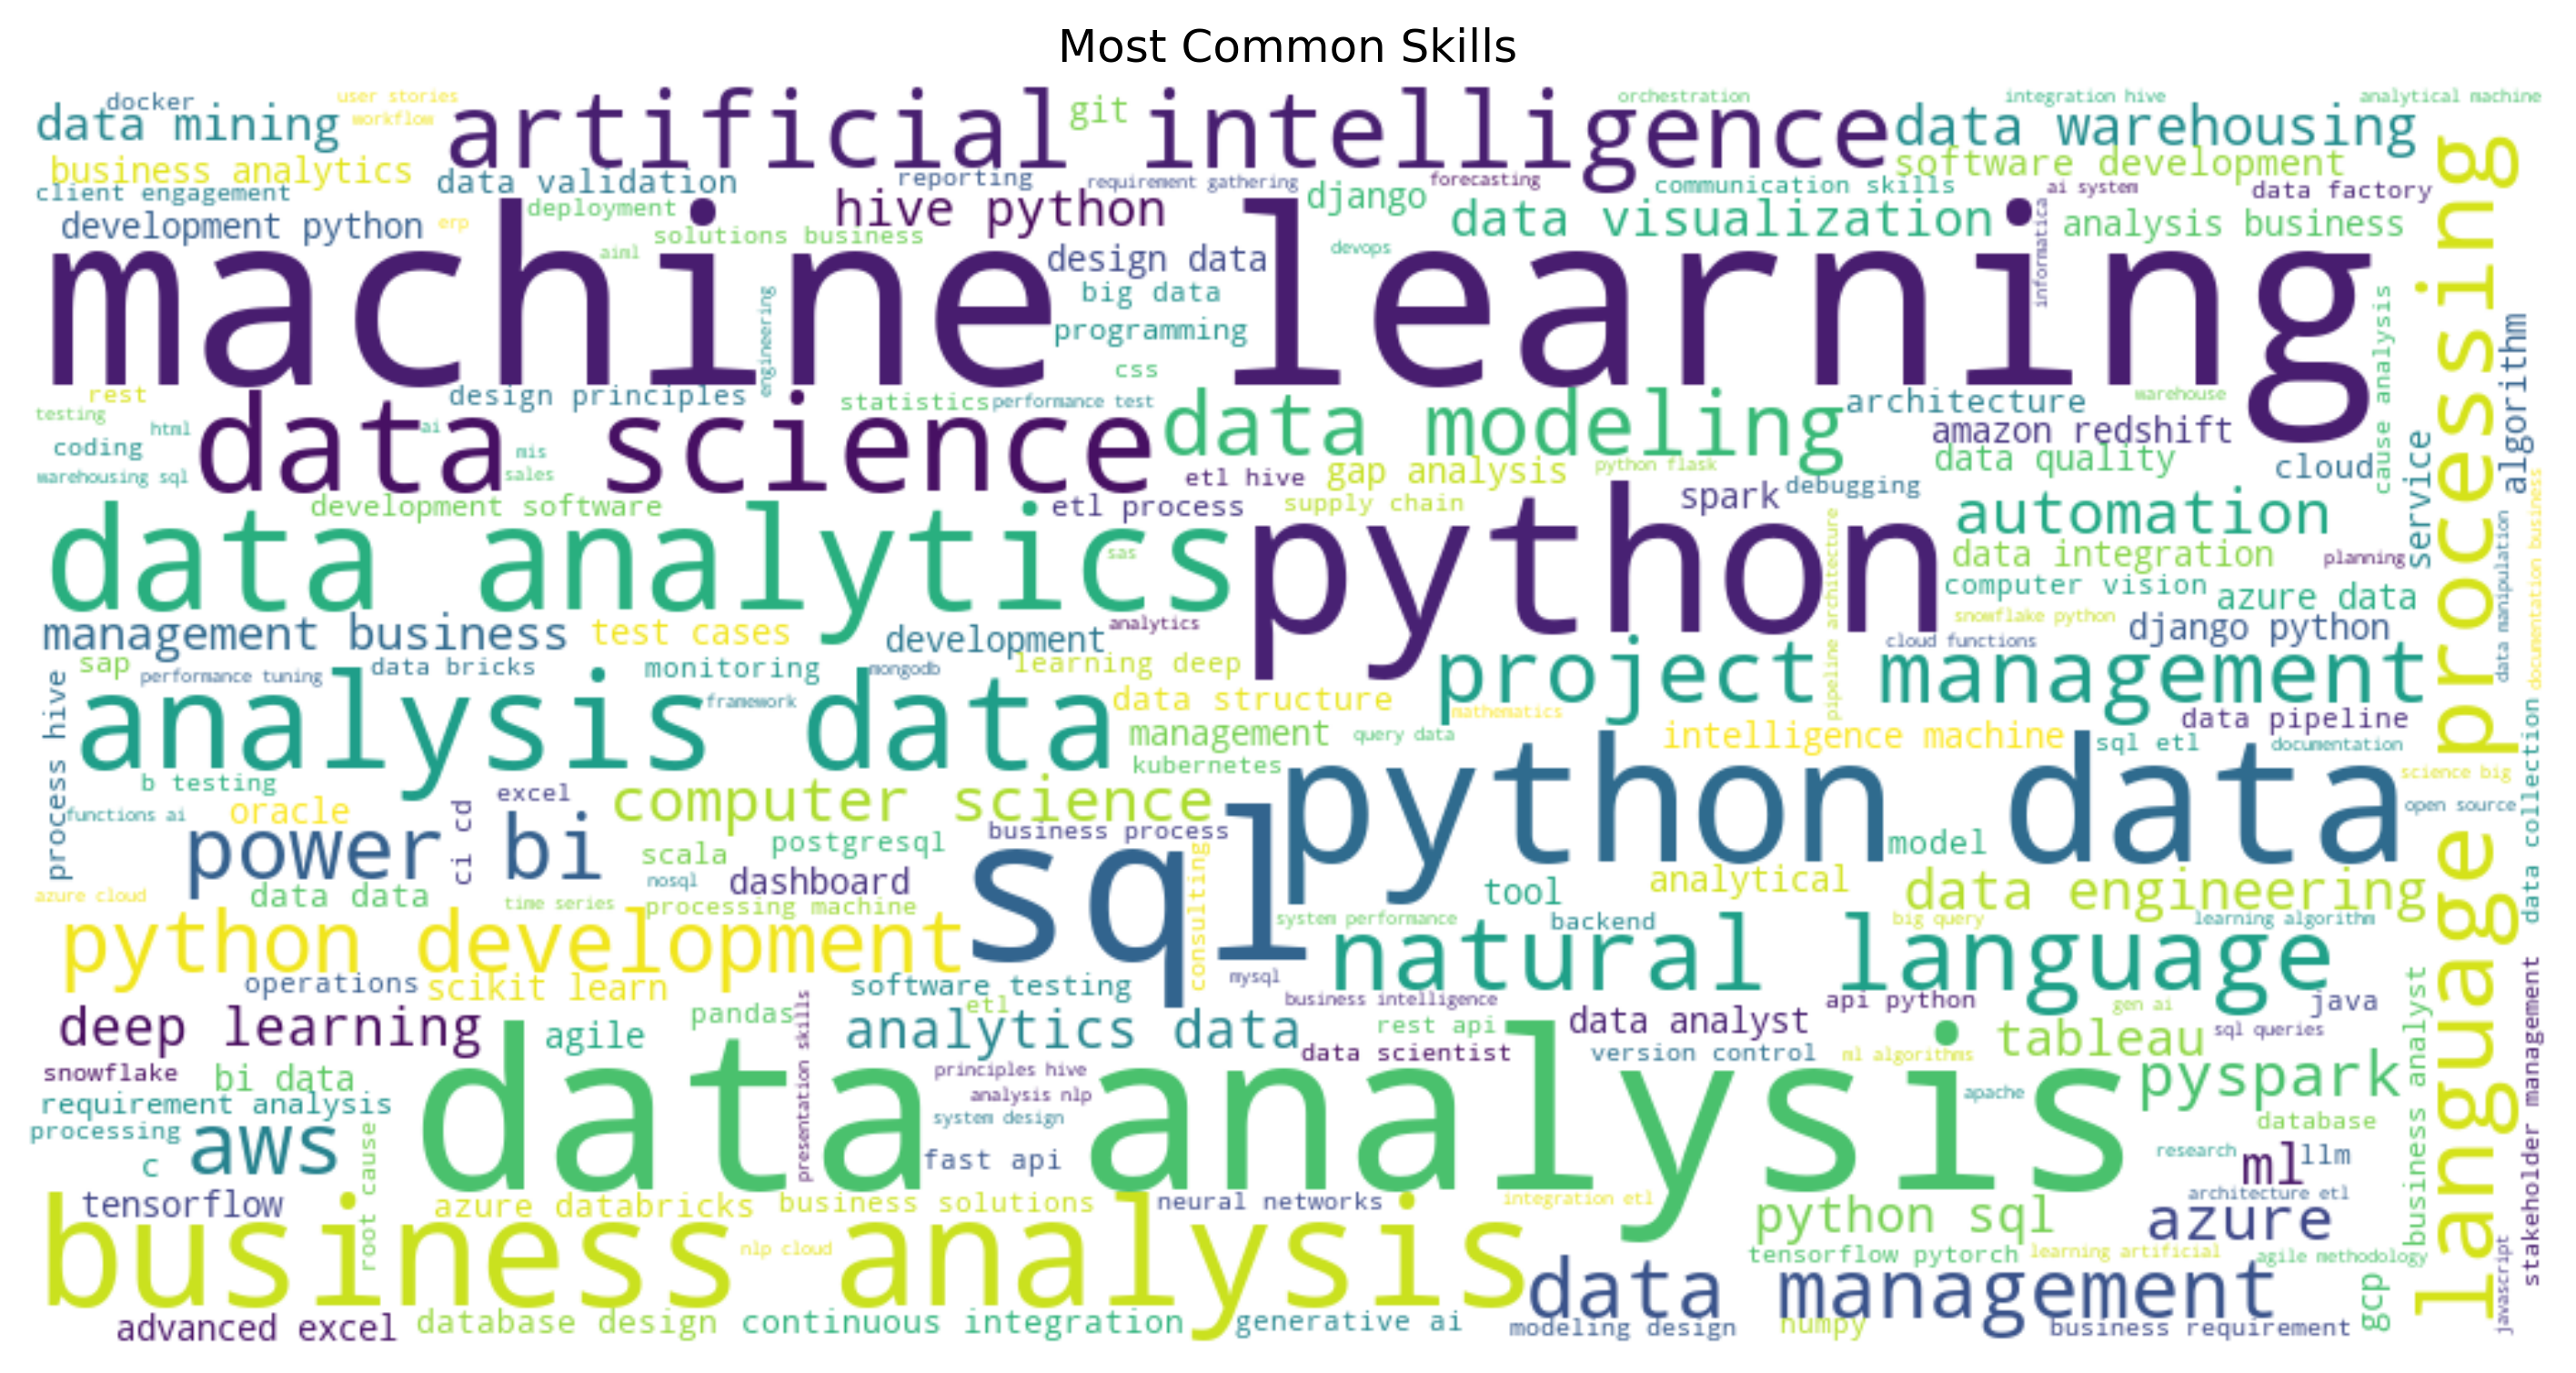 Most Common Skills
docker
user stories
data mining
workflow
artificial intelligence
git
orchestration
integration hive
analytical machine
data warehousing
business analytics
software development
client engagement
data validation
reporting
requirement gathering
django
forecasting
communication skills
ai system
data factory
development python
erp
deployment
hive python
data visualization
analysis business
solutions business
aiml
machine learning
design data
devops
informatica
big data
engineering
programming
css
cause analysis
algorithm
language processing
rest
design principles
statistics
performance test
data modeling
architecture
warehouse
testing
html
ai
coding
data science
mis
sales
amazon redshift
data quality
cloud
service
warehousing sql
etl hive
gap analysis
python flask
spark
debugging
development software
etl process
supply chain
automation
data analytics
sas
python
pipeline architecture
data integration
planning
data manipulation
documentation business
computer vision
azure data
management business
test cases
development
analytics
snowflake python
cloud functions
django python
sap
performance tuning
data bricks
monitoring
mongodb
learning deep
project management
process hive
analysis data
framework
data structure
mathematics
data pipeline
management
query data
intelligence machine
sql etl
documentation
b testing
kubernetes
science big
functions ai
oracle
ci cd
excel
computer science
python data
open source
data collection
power bi
business process
sql
scala
postgresql
model
azure cloud
data data
nosql
dashboard
consulting
tool
analytical
data engineering
time series
processing machine
system performance
backend
big query
learning algorithm
python development
natural language
operations
scikit learn
software testing
mysql
business intelligence
api python
gen ai
java
business analyst
stakeholder management
deep learning
pandas
presentation skills
etl
agile
analytics data
rest api
data analyst
tableau
sql queries
data scientist
version control
ml algorithms
snowflake
bi data
principles hive
pyspark
requirement analysis
analysis nlp
data analysis
apache
processing
system design
database
aws
c
root cause
fast api
research
ml
llm
tensorflow
azure databricks
business solutions
neural networks
integration etl
architecture etl
business analysis
python sql
azure
nlp cloud
tensorflow pytorch
learning artificial
agile methodology
javascript
data management
gcp
advanced excel
database design
continuous integration
generative ai
modeling design
numpy
business requirement